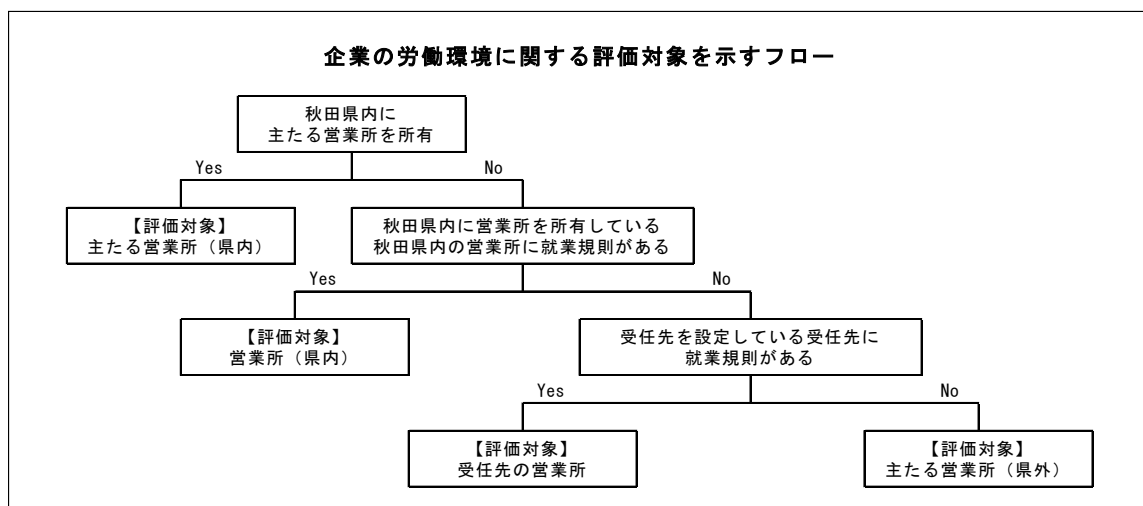 企業の労働環境に関する評価対象を示すフロー
秋田県内に
主たる営業所を所有
Yes
No
【評価対象】
主たる営業所（県内）
秋田県内に営業所を所有している
秋田県内の営業所に就業規則がある
Yes
No
【評価対象】
営業所（県内）
受任先を設定している受任先に
就業規則がある
Yes
No
【評価対象】
受任先の営業所
【評価対象】
主たる営業所（県外）